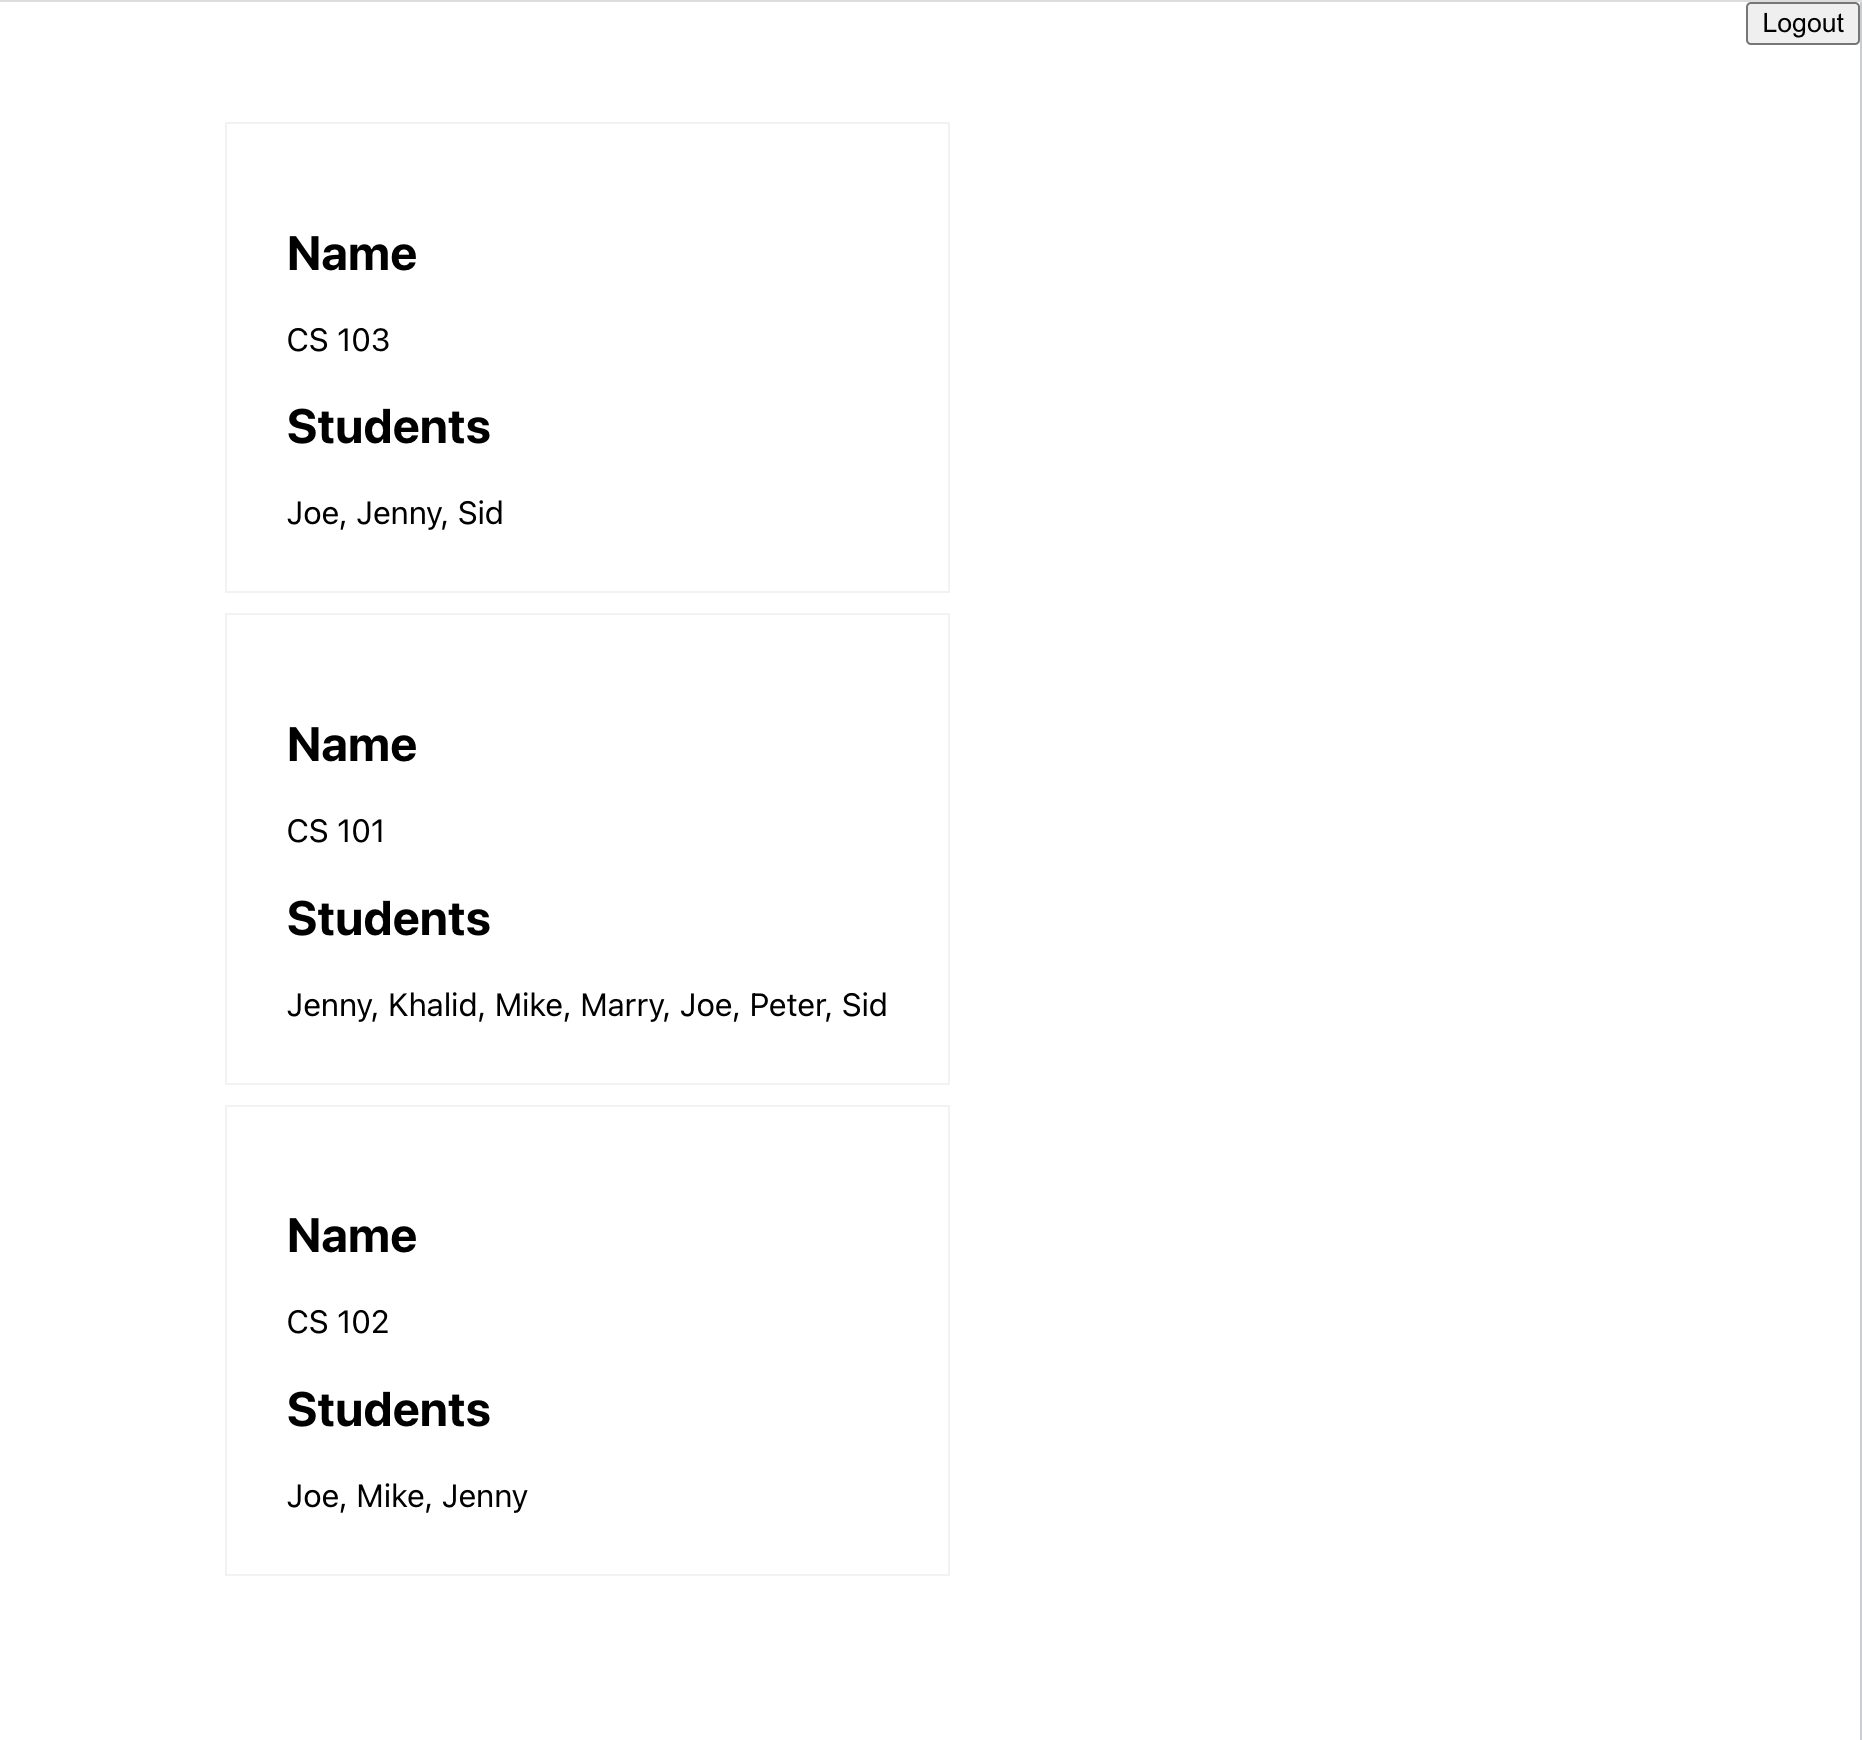 Logout
Name
CS 103
Students
Joe, Jenny, Sid
Name
CS 101
Students
Jenny, Khalid, Mike, Marry, Joe, Peter, Sid
Name
CS 102
Students
Joe, Mike, Jenny